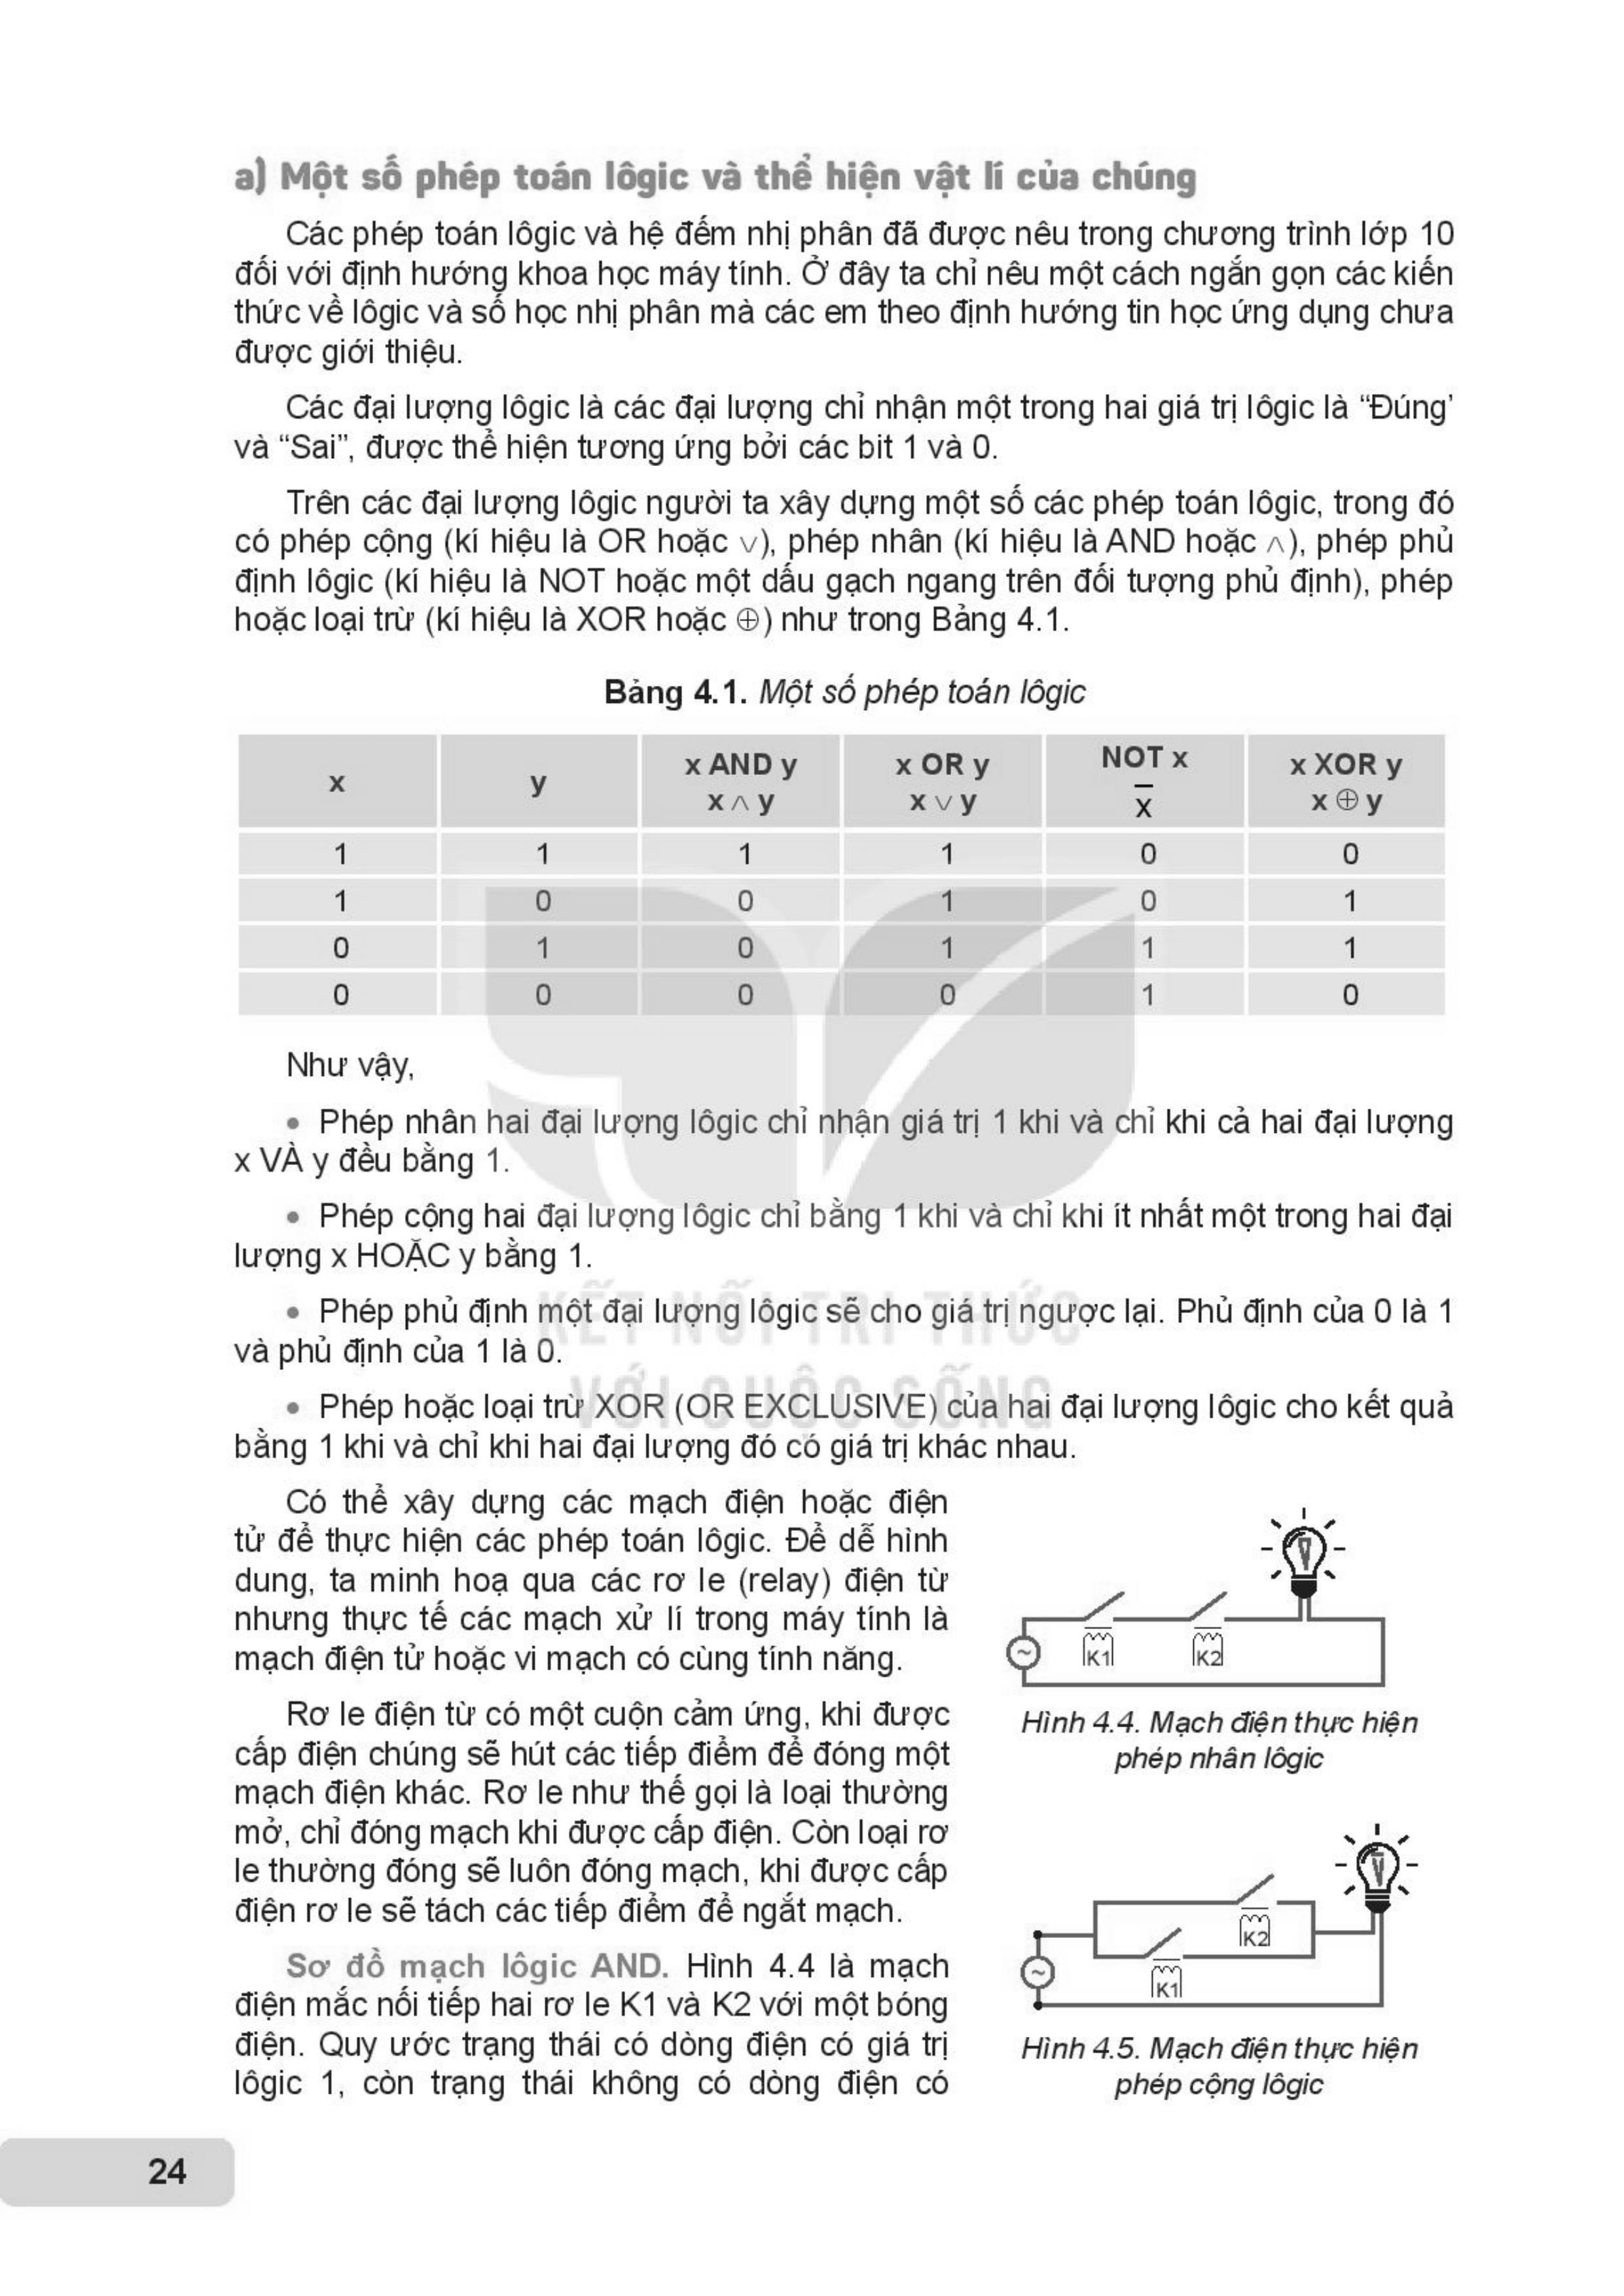 a) Một số phép toán lôgic và thể hiện vật lí của chúng
Các phép toán lôgic và hệ đếm nhị phân đã được nêu trong chương trình lớp 10
đối với định hướng khoa học máy tính. Ở đây ta chỉ nêu một cách ngắn gọn các kiến
thức về lôgic và số học nhị phân mà các em theo định hướng tin học ứng dụng chưa
được giới thiệu.
Các đại lượng lôgic là các đại lượng chỉ nhận một trong hai giá trị lôgic là “Đúng’
và “Sai”, được thể hiện tương ứng bởi các bit 1 và 0.
Trên các đại lượng lôgic người ta xây dựng một số các phép toán lôgic, trong đó
có phép cộng (kí hiệu là OR hoặc ∨), phép nhân (kí hiệu là AND hoặc ∧), phép phủ
định lôgic (kí hiệu là NOT hoặc một dấu gạch ngang trên đối tượng phủ định), phép
hoặc loại trừ (kí hiệu là XOR hoặc ⊕) như trong Bảng 4.1.
Bảng 4.1. Một số phép toán lôgic
x y x AND y x OR y NOT x x XOR y
x ∧ y x ∨ y x̅ x ⊕ y
1 1 1 1 0 0
1 0 0 1 0 1
0 1 0 1 1 1
0 0 0 0 1 0
Như vậy,
• Phép nhân hai đại lượng lôgic chỉ nhận giá trị 1 khi và chỉ khi cả hai đại lượng
x VÀ y đều bằng 1.
• Phép cộng hai đại lượng lôgic chỉ bằng 1 khi và chỉ khi ít nhất một trong hai đại
lượng x HOẶC y bằng 1.
• Phép phủ định một đại lượng lôgic sẽ cho giá trị ngược lại. Phủ định của 0 là 1
và phủ định của 1 là 0.
• Phép hoặc loại trừ XOR (OR EXCLUSIVE) của hai đại lượng lôgic cho kết quả
bằng 1 khi và chỉ khi hai đại lượng đó có giá trị khác nhau.
KẾT NỐI TRI THỨC
VỚI CUỘC SỐNG
Có thể xây dựng các mạch điện hoặc điện
tử để thực hiện các phép toán lôgic. Để dễ hình
dung, ta minh hoạ qua các rơ le (relay) điện từ
nhưng thực tế các mạch xử lí trong máy tính là
mạch điện tử hoặc vi mạch có cùng tính năng.
Rơ le điện từ có một cuộn cảm ứng, khi được
cấp điện chúng sẽ hút các tiếp điểm để đóng một
mạch điện khác. Rơ le như thế gọi là loại thường
mở, chỉ đóng mạch khi được cấp điện. Còn loại rơ
le thường đóng sẽ luôn đóng mạch, khi được cấp
điện rơ le sẽ tách các tiếp điểm để ngắt mạch.
Sơ đồ mạch lôgic AND. Hình 4.4 là mạch
điện mắc nối tiếp hai rơ le K1 và K2 với một bóng
điện. Quy ước trạng thái có dòng điện có giá trị
lôgic 1, còn trạng thái không có dòng điện có
~ K1 K2
Hình 4.4. Mạch điện thực hiện
phép nhân lôgic
K2
~ K1
Hình 4.5. Mạch điện thực hiện
phép cộng lôgic
24